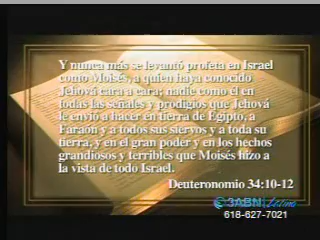 Y nunca más se levantó profeta en Israel
como Moisés, a quien haya conocido
Jehová cara a cara; nadie como él en
todas las señales y prodigios que Jehová
le envió a hacer en tierra de Egipto, a
Faraón y a todos sus siervos y a toda su
tierra, y en el gran poder y en los hechos
grandiosos y terribles que Moisés hizo a
la vista de todo Israel.
Deuteronomio 34:10-12
3ABN Latino
618-627-7021